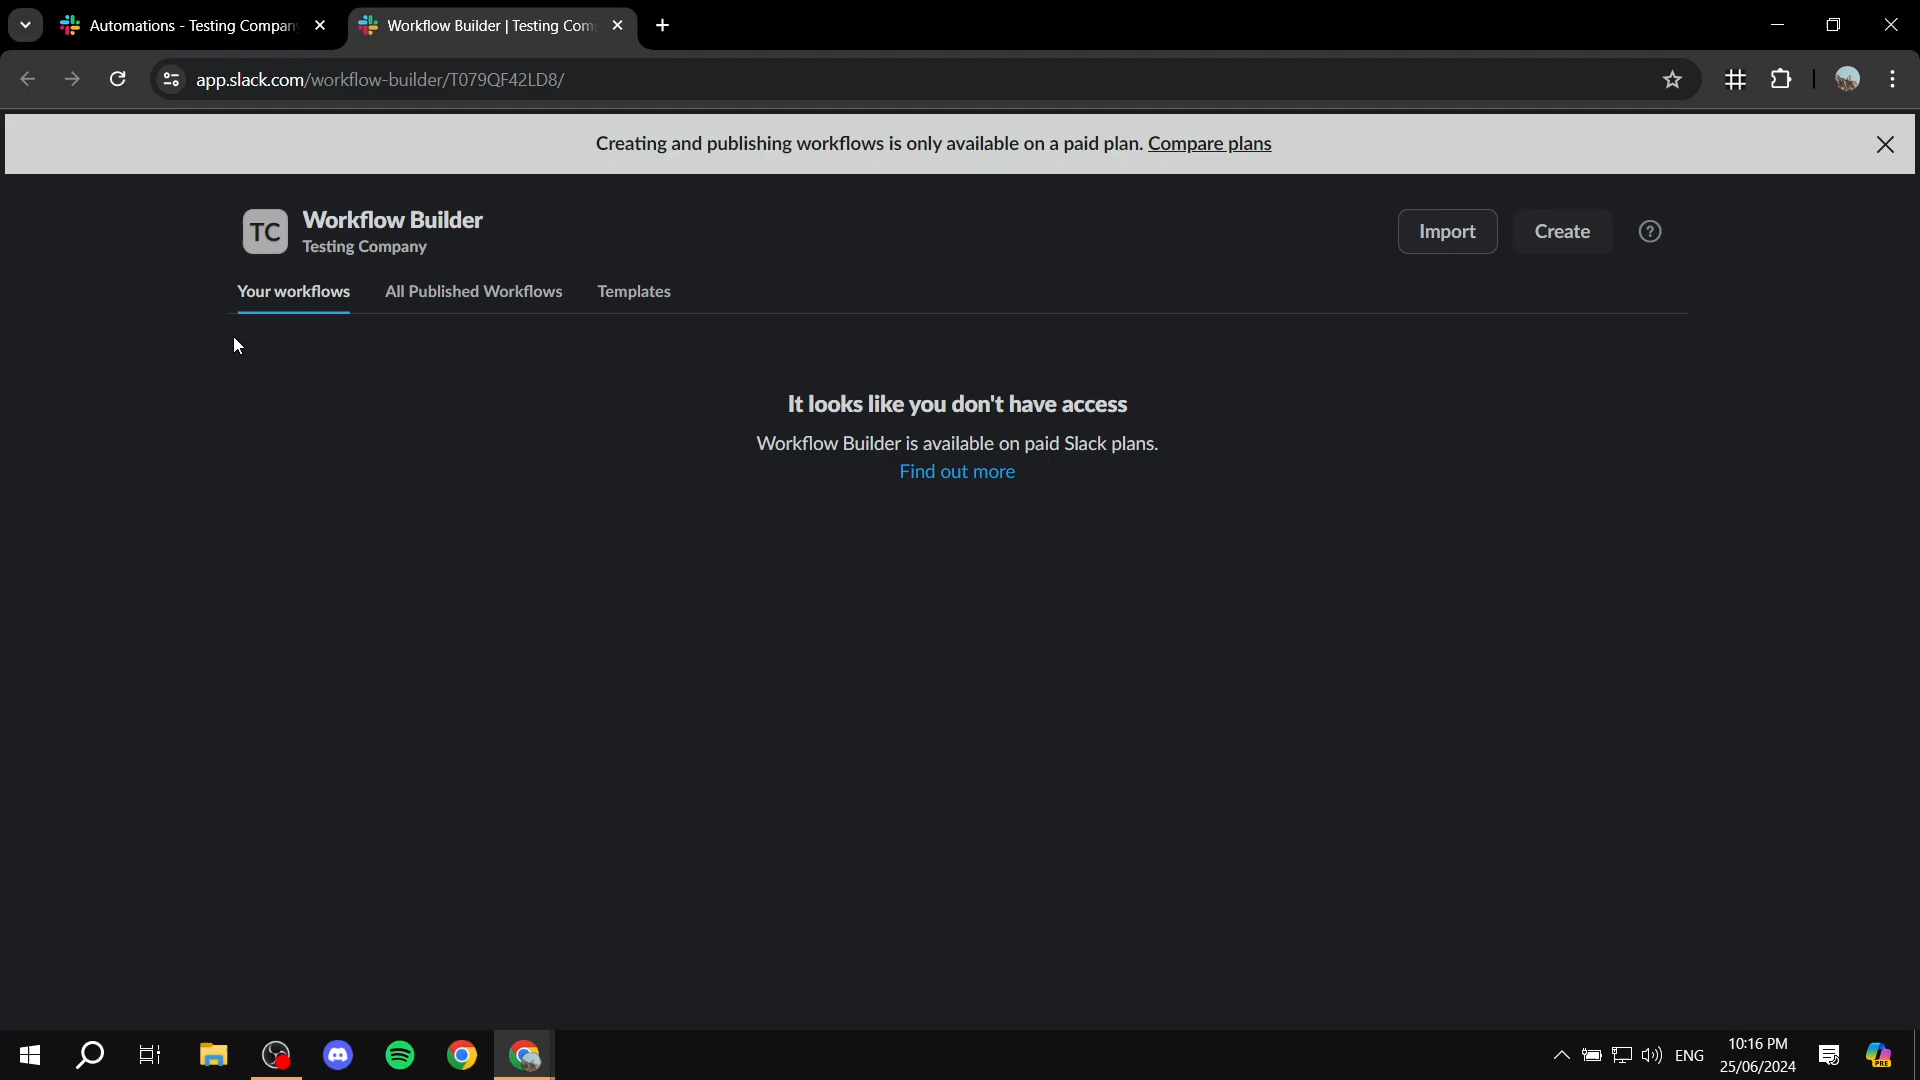 Automations - Testing Compan
Workflow Builder | Testing Com
app.slack.com/workflow-builder/T079QF42LD8/
Creating and publishing workflows is only available on a paid plan. Compare plans
TC
Workflow Builder
Testing Company
Import
Create
?
Your workflows
All Published Workflows
Templates
It looks like you don't have access
Workflow Builder is available on paid Slack plans.
Find out more
ENG
10:16 PM
25/06/2024
PRE